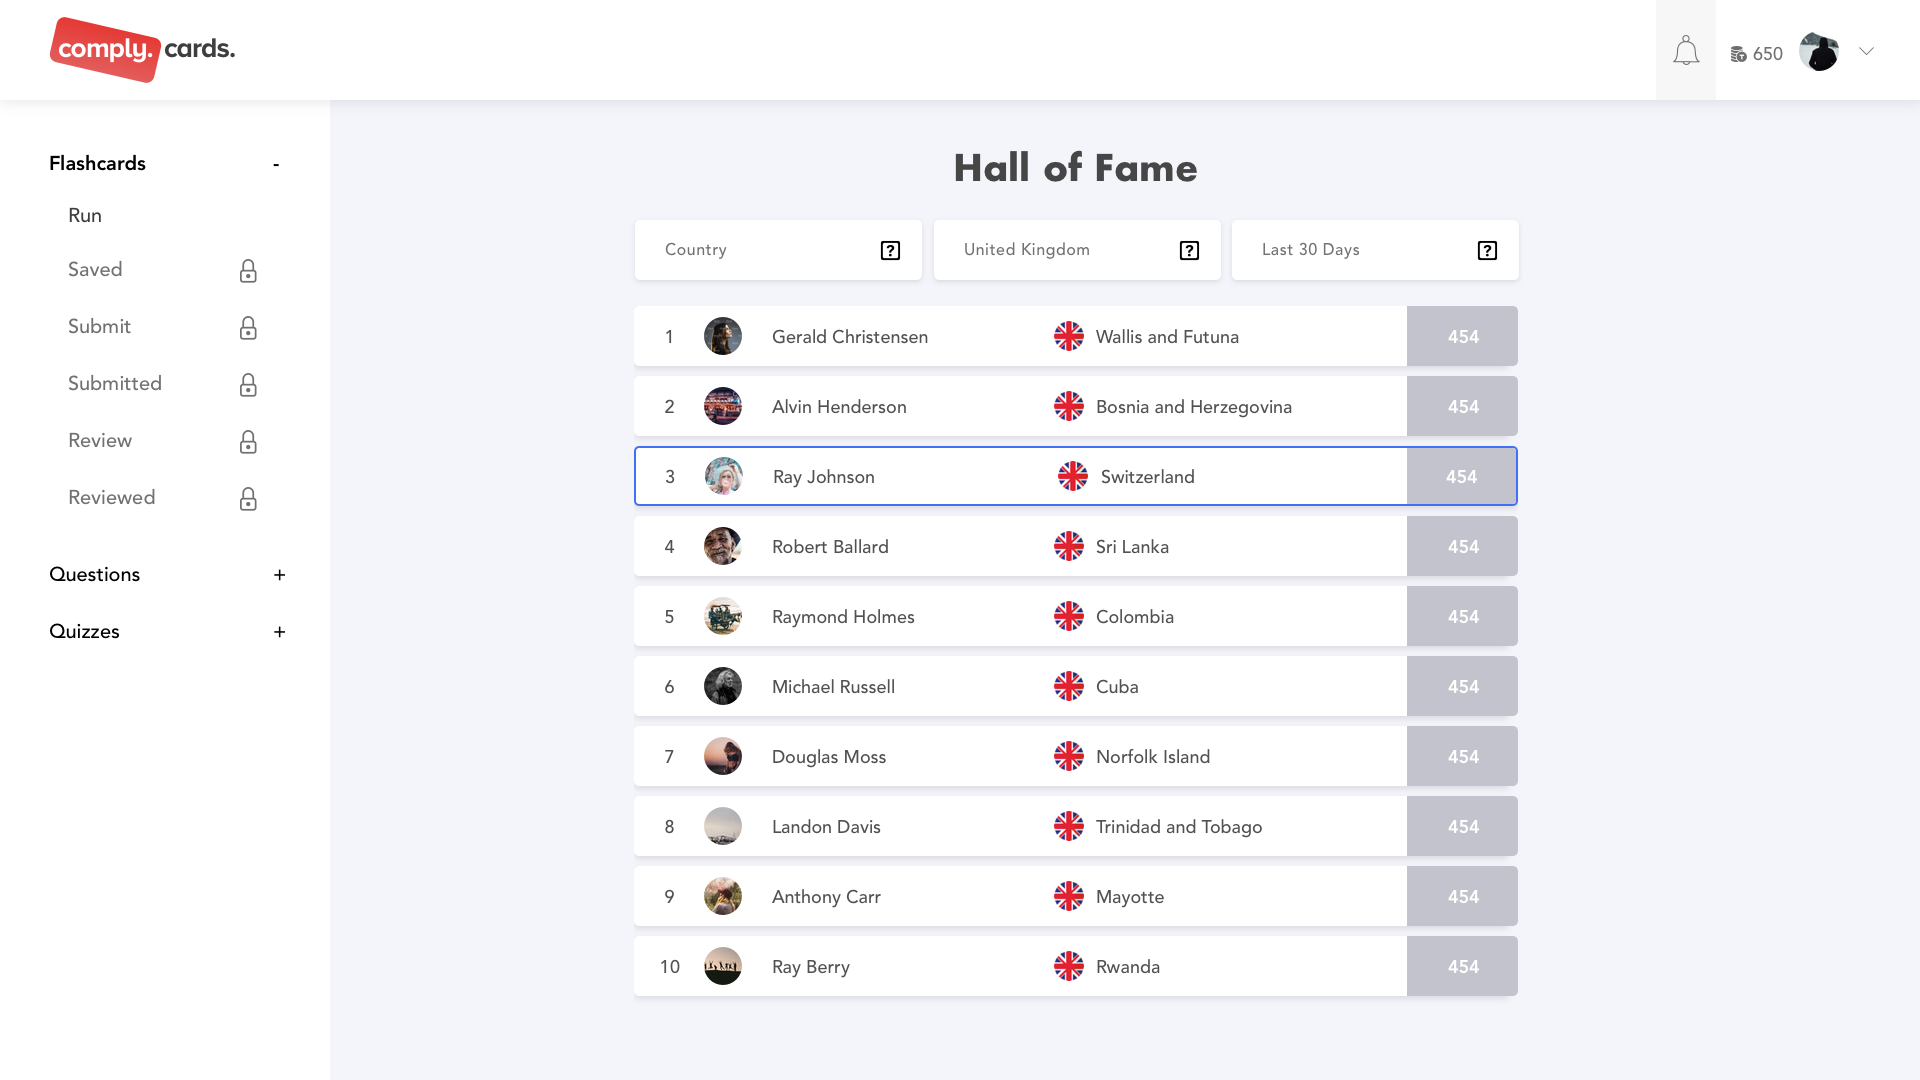 comply. cards.
650
Flashcards -
Run
Saved
Submit
Submitted
Review
Reviewed
Questions +
Quizzes +
Hall of Fame
Country ?
United Kingdom ?
Last 30 Days ?
1 Gerald Christensen Wallis and Futuna 454
2 Alvin Henderson Bosnia and Herzegovina 454
3 Ray Johnson Switzerland 454
4 Robert Ballard Sri Lanka 454
5 Raymond Holmes Colombia 454
6 Michael Russell Cuba 454
7 Douglas Moss Norfolk Island 454
8 Landon Davis Trinidad and Tobago 454
9 Anthony Carr Mayotte 454
10 Ray Berry Rwanda 454